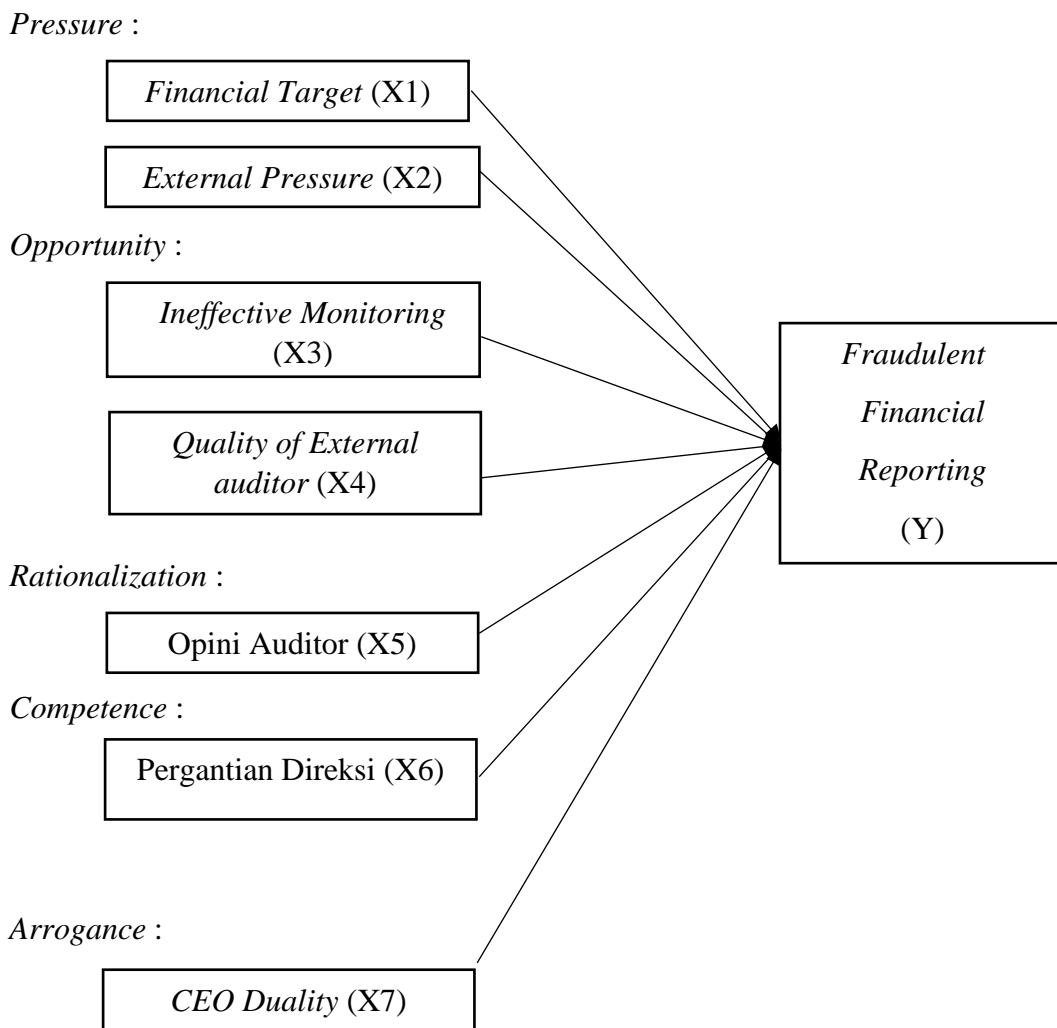 Pressure :
Financial Target (X1)
External Pressure (X2)
Opportunity :
Ineffective Monitoring
(X3)
Quality of External
auditor (X4)
Rationalization :
Opini Auditor (X5)
Competence :
Pergantian Direksi (X6)
Arrogance :
CEO Duality (X7)
Fraudulent
Financial
Reporting
(Y)